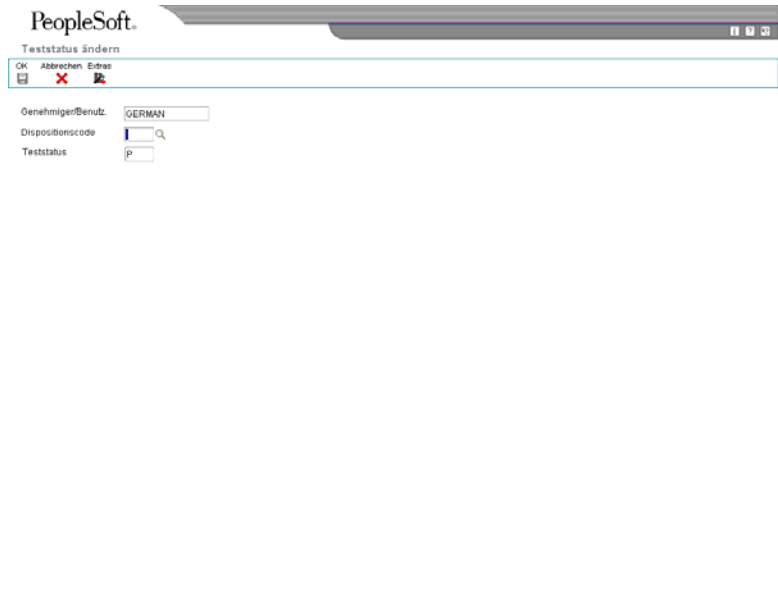 PeopleSoft.
Teststatus ändern
OK Abbrechen Extras
Genehmiger/Benutz. GERMAN
Dispositionscode
Teststatus P